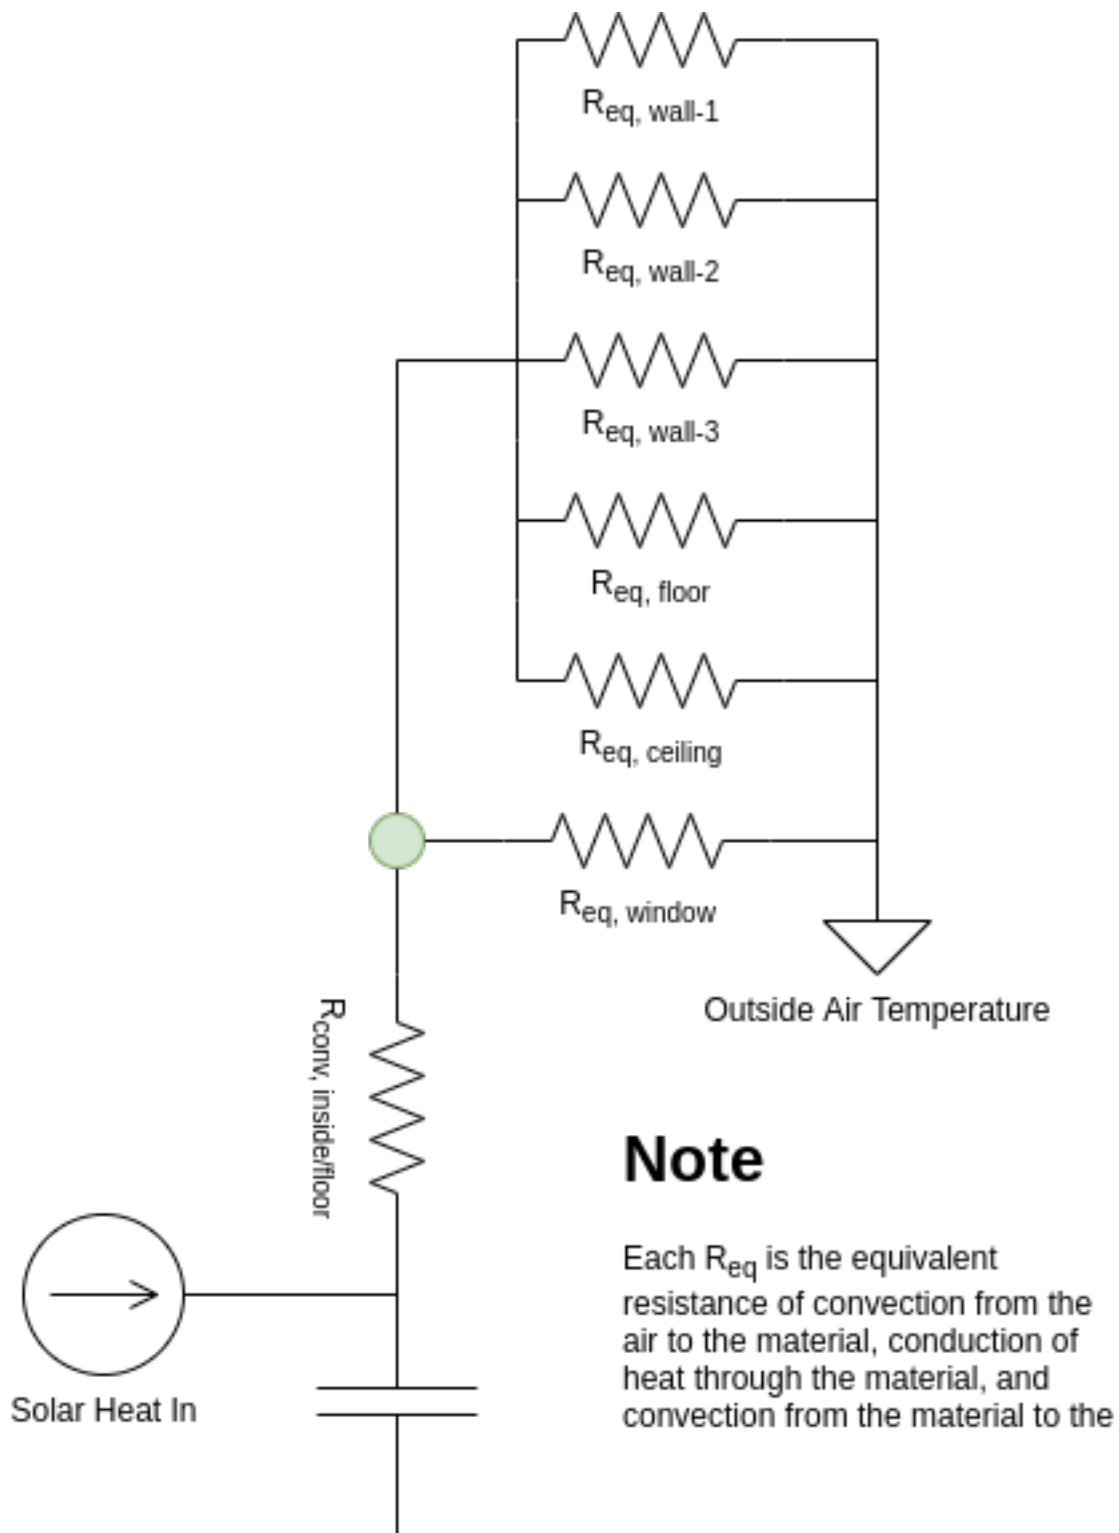 Req, wall-1
Req, wall-2
Req, wall-3
Req, floor
Req, ceiling
Req, window
Outside Air Temperature
Rconv, inside/floor
Solar Heat In
Note
Each Req is the equivalent
resistance of convection from the
air to the material, conduction of
heat through the material, and
convection from the material to the